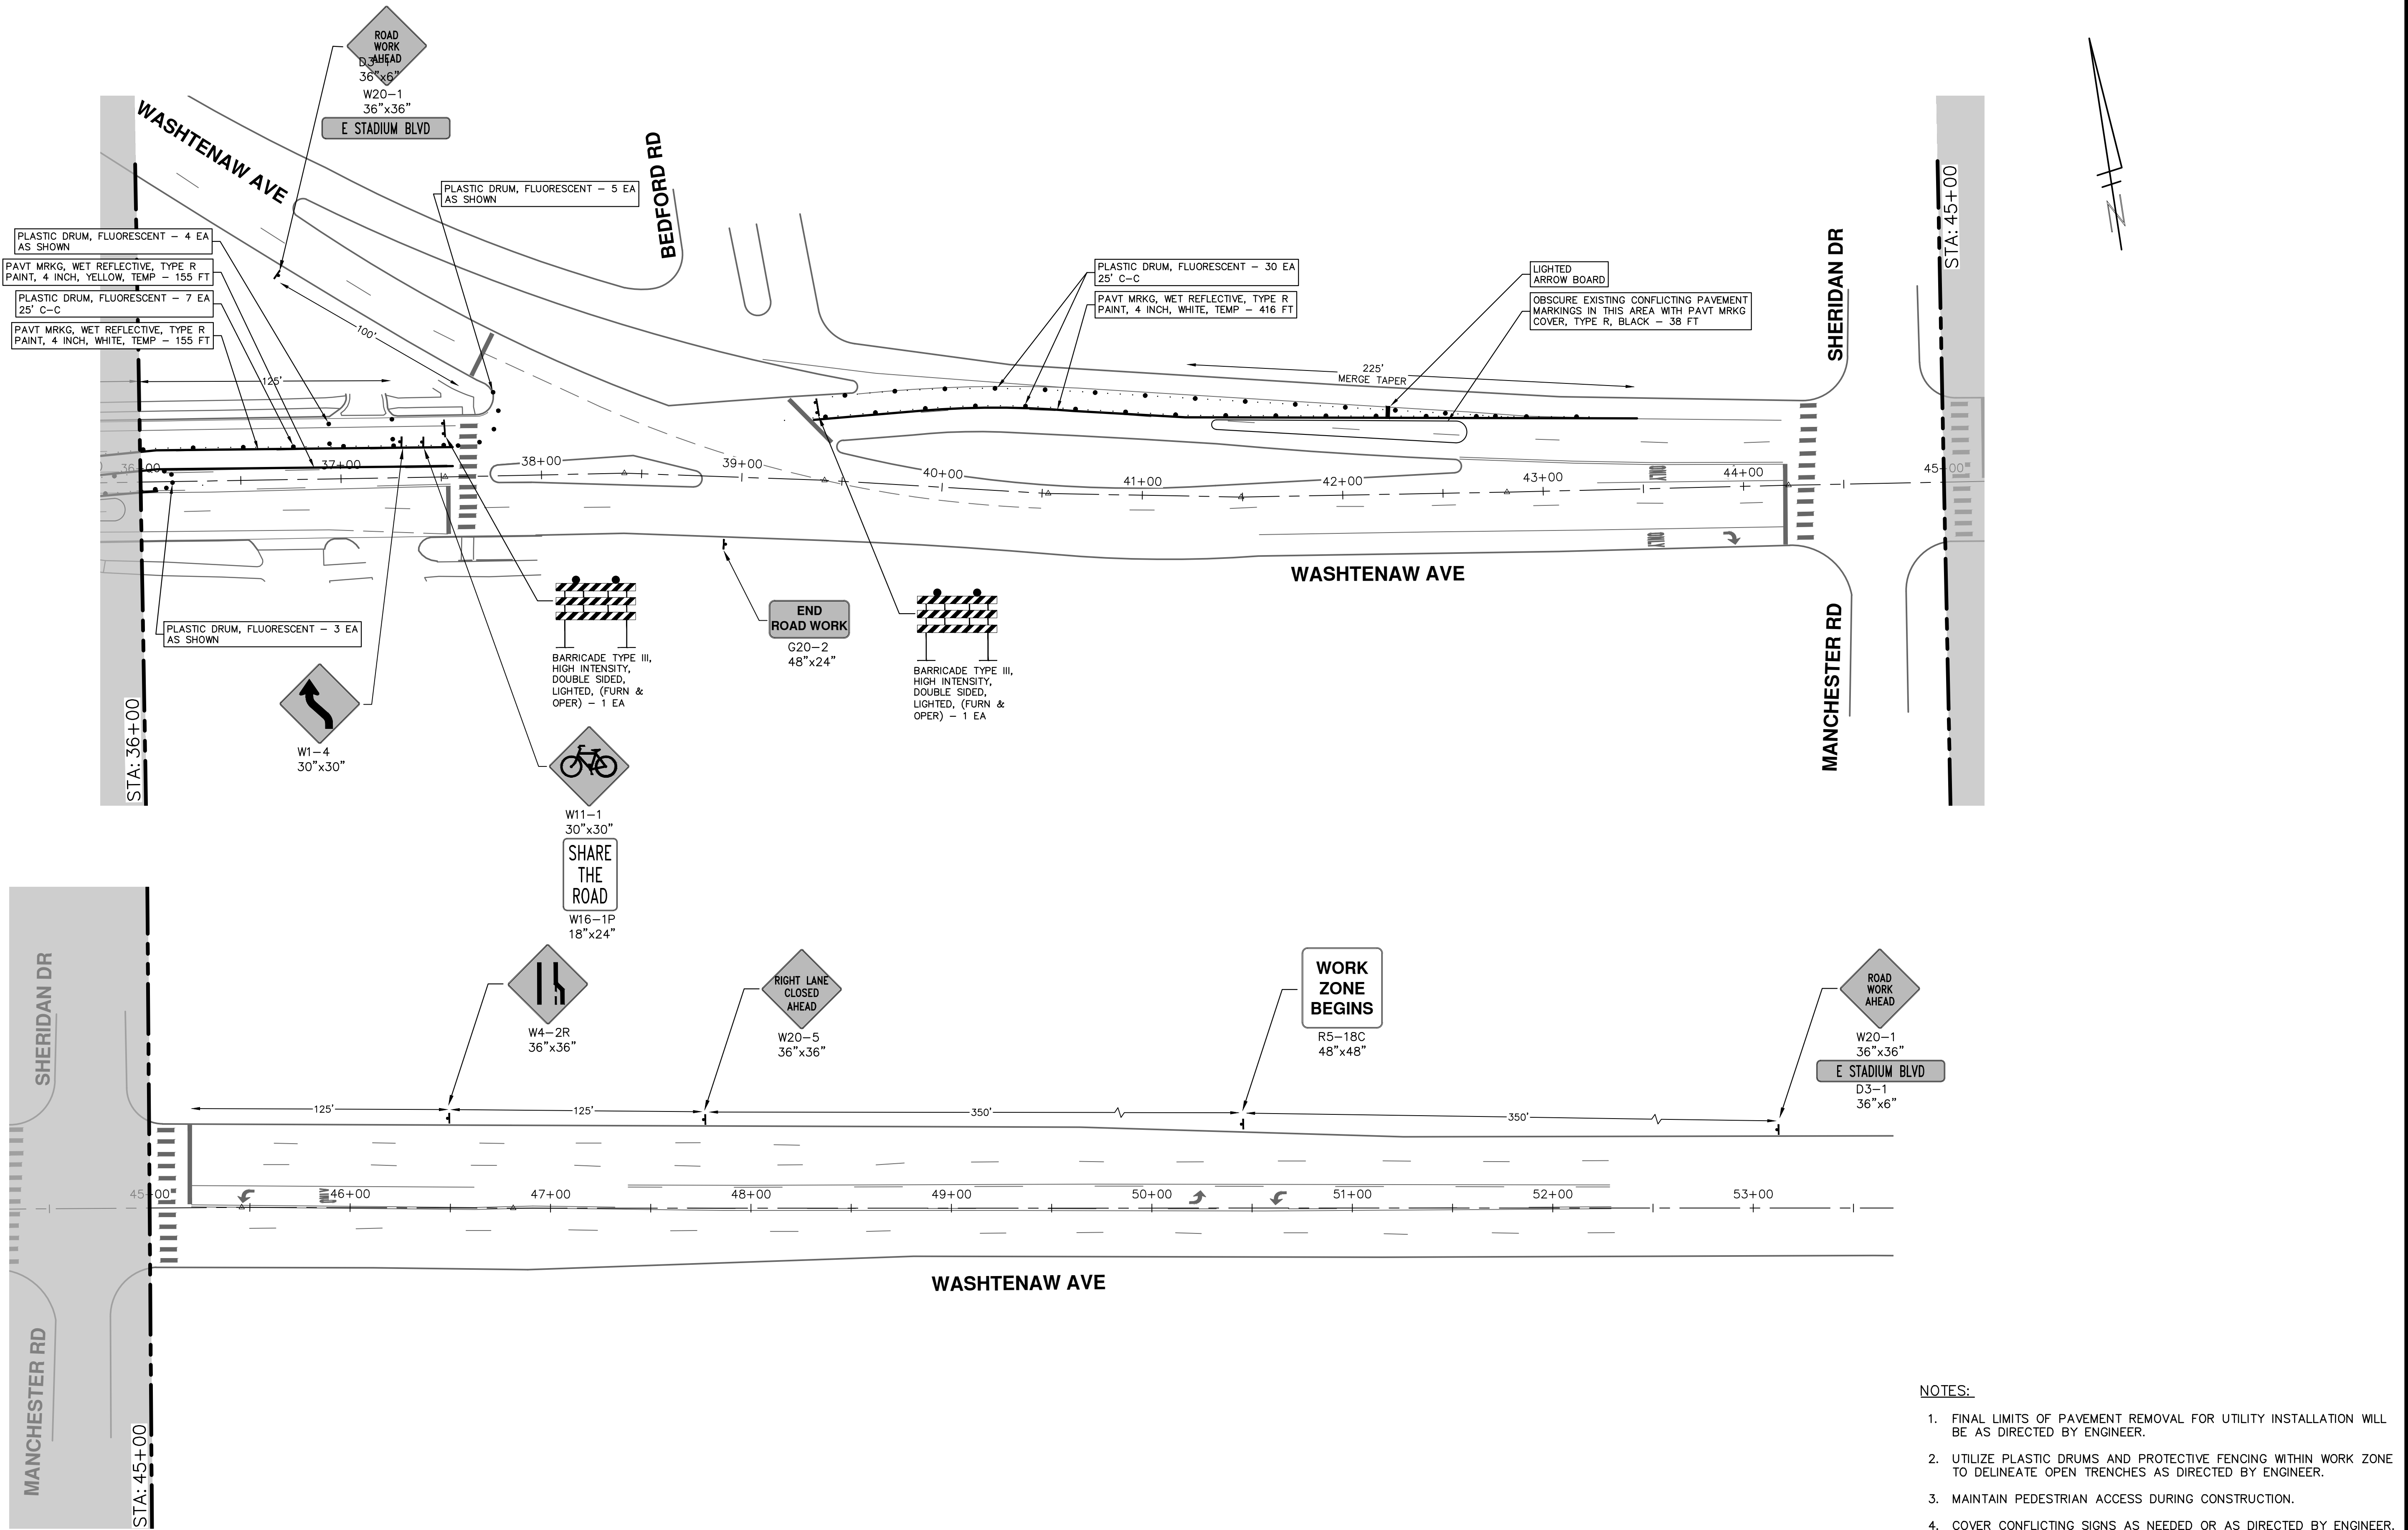 ROAD
WORK
AHEAD
D3-1
36"x6"
W20-1
36"x36"
E STADIUM BLVD
WASHTENAW AVE
BEDFORD RD
PLASTIC DRUM, FLUORESCENT – 5 EA
AS SHOWN
PLASTIC DRUM, FLUORESCENT – 4 EA
AS SHOWN
PAVT MRKG, WET REFLECTIVE, TYPE R
PAINT, 4 INCH, YELLOW, TEMP – 155 FT
PLASTIC DRUM, FLUORESCENT – 7 EA
25' C-C
PAVT MRKG, WET REFLECTIVE, TYPE R
PAINT, 4 INCH, WHITE, TEMP – 155 FT
100'
125'
PLASTIC DRUM, FLUORESCENT – 30 EA
25' C-C
PAVT MRKG, WET REFLECTIVE, TYPE R
PAINT, 4 INCH, WHITE, TEMP – 416 FT
LIGHTED
ARROW BOARD
OBSCURE EXISTING CONFLICTING PAVEMENT
MARKINGS IN THIS AREA WITH PAVT MRKG
COVER, TYPE R, BLACK – 38 FT
225'
MERGE TAPER
SHERIDAN DR
STA: 45+00
N
36+00
37+00
38+00
39+00
40+00
41+00
42+00
43+00
44+00
45+00
ONLY
ONLY
WASHTENAW AVE
MANCHESTER RD
PLASTIC DRUM, FLUORESCENT – 3 EA
AS SHOWN
STA: 36+00
W1-4
30"x30"
BARRICADE TYPE III,
HIGH INTENSITY,
DOUBLE SIDED,
LIGHTED, (FURN &
OPER) – 1 EA
END
ROAD WORK
G20-2
48"x24"
BARRICADE TYPE III,
HIGH INTENSITY,
DOUBLE SIDED,
LIGHTED, (FURN &
OPER) – 1 EA
W11-1
30"x30"
SHARE
THE
ROAD
W16-1P
18"x24"
SHERIDAN DR
MANCHESTER RD
STA: 45+00
W4-2R
36"x36"
RIGHT LANE
CLOSED
AHEAD
W20-5
36"x36"
WORK
ZONE
BEGINS
R5-18C
48"x48"
ROAD
WORK
AHEAD
W20-1
36"x36"
E STADIUM BLVD
D3-1
36"x6"
125'
125'
350'
350'
45+00
ONLY
46+00
47+00
48+00
49+00
50+00
51+00
52+00
53+00
WASHTENAW AVE
NOTES:
1. FINAL LIMITS OF PAVEMENT REMOVAL FOR UTILITY INSTALLATION WILL
BE AS DIRECTED BY ENGINEER.
2. UTILIZE PLASTIC DRUMS AND PROTECTIVE FENCING WITHIN WORK ZONE
TO DELINEATE OPEN TRENCHES AS DIRECTED BY ENGINEER.
3. MAINTAIN PEDESTRIAN ACCESS DURING CONSTRUCTION.
4. COVER CONFLICTING SIGNS AS NEEDED OR AS DIRECTED BY ENGINEER.